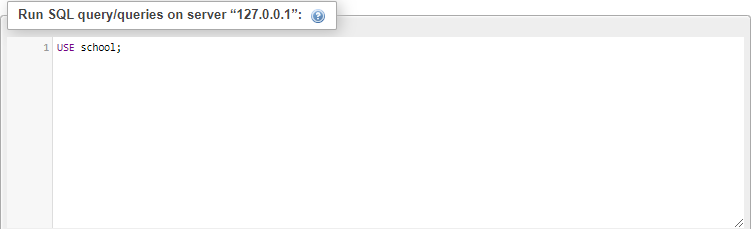 Run SQL query/queries on server “127.0.0.1”:
1 USE school;